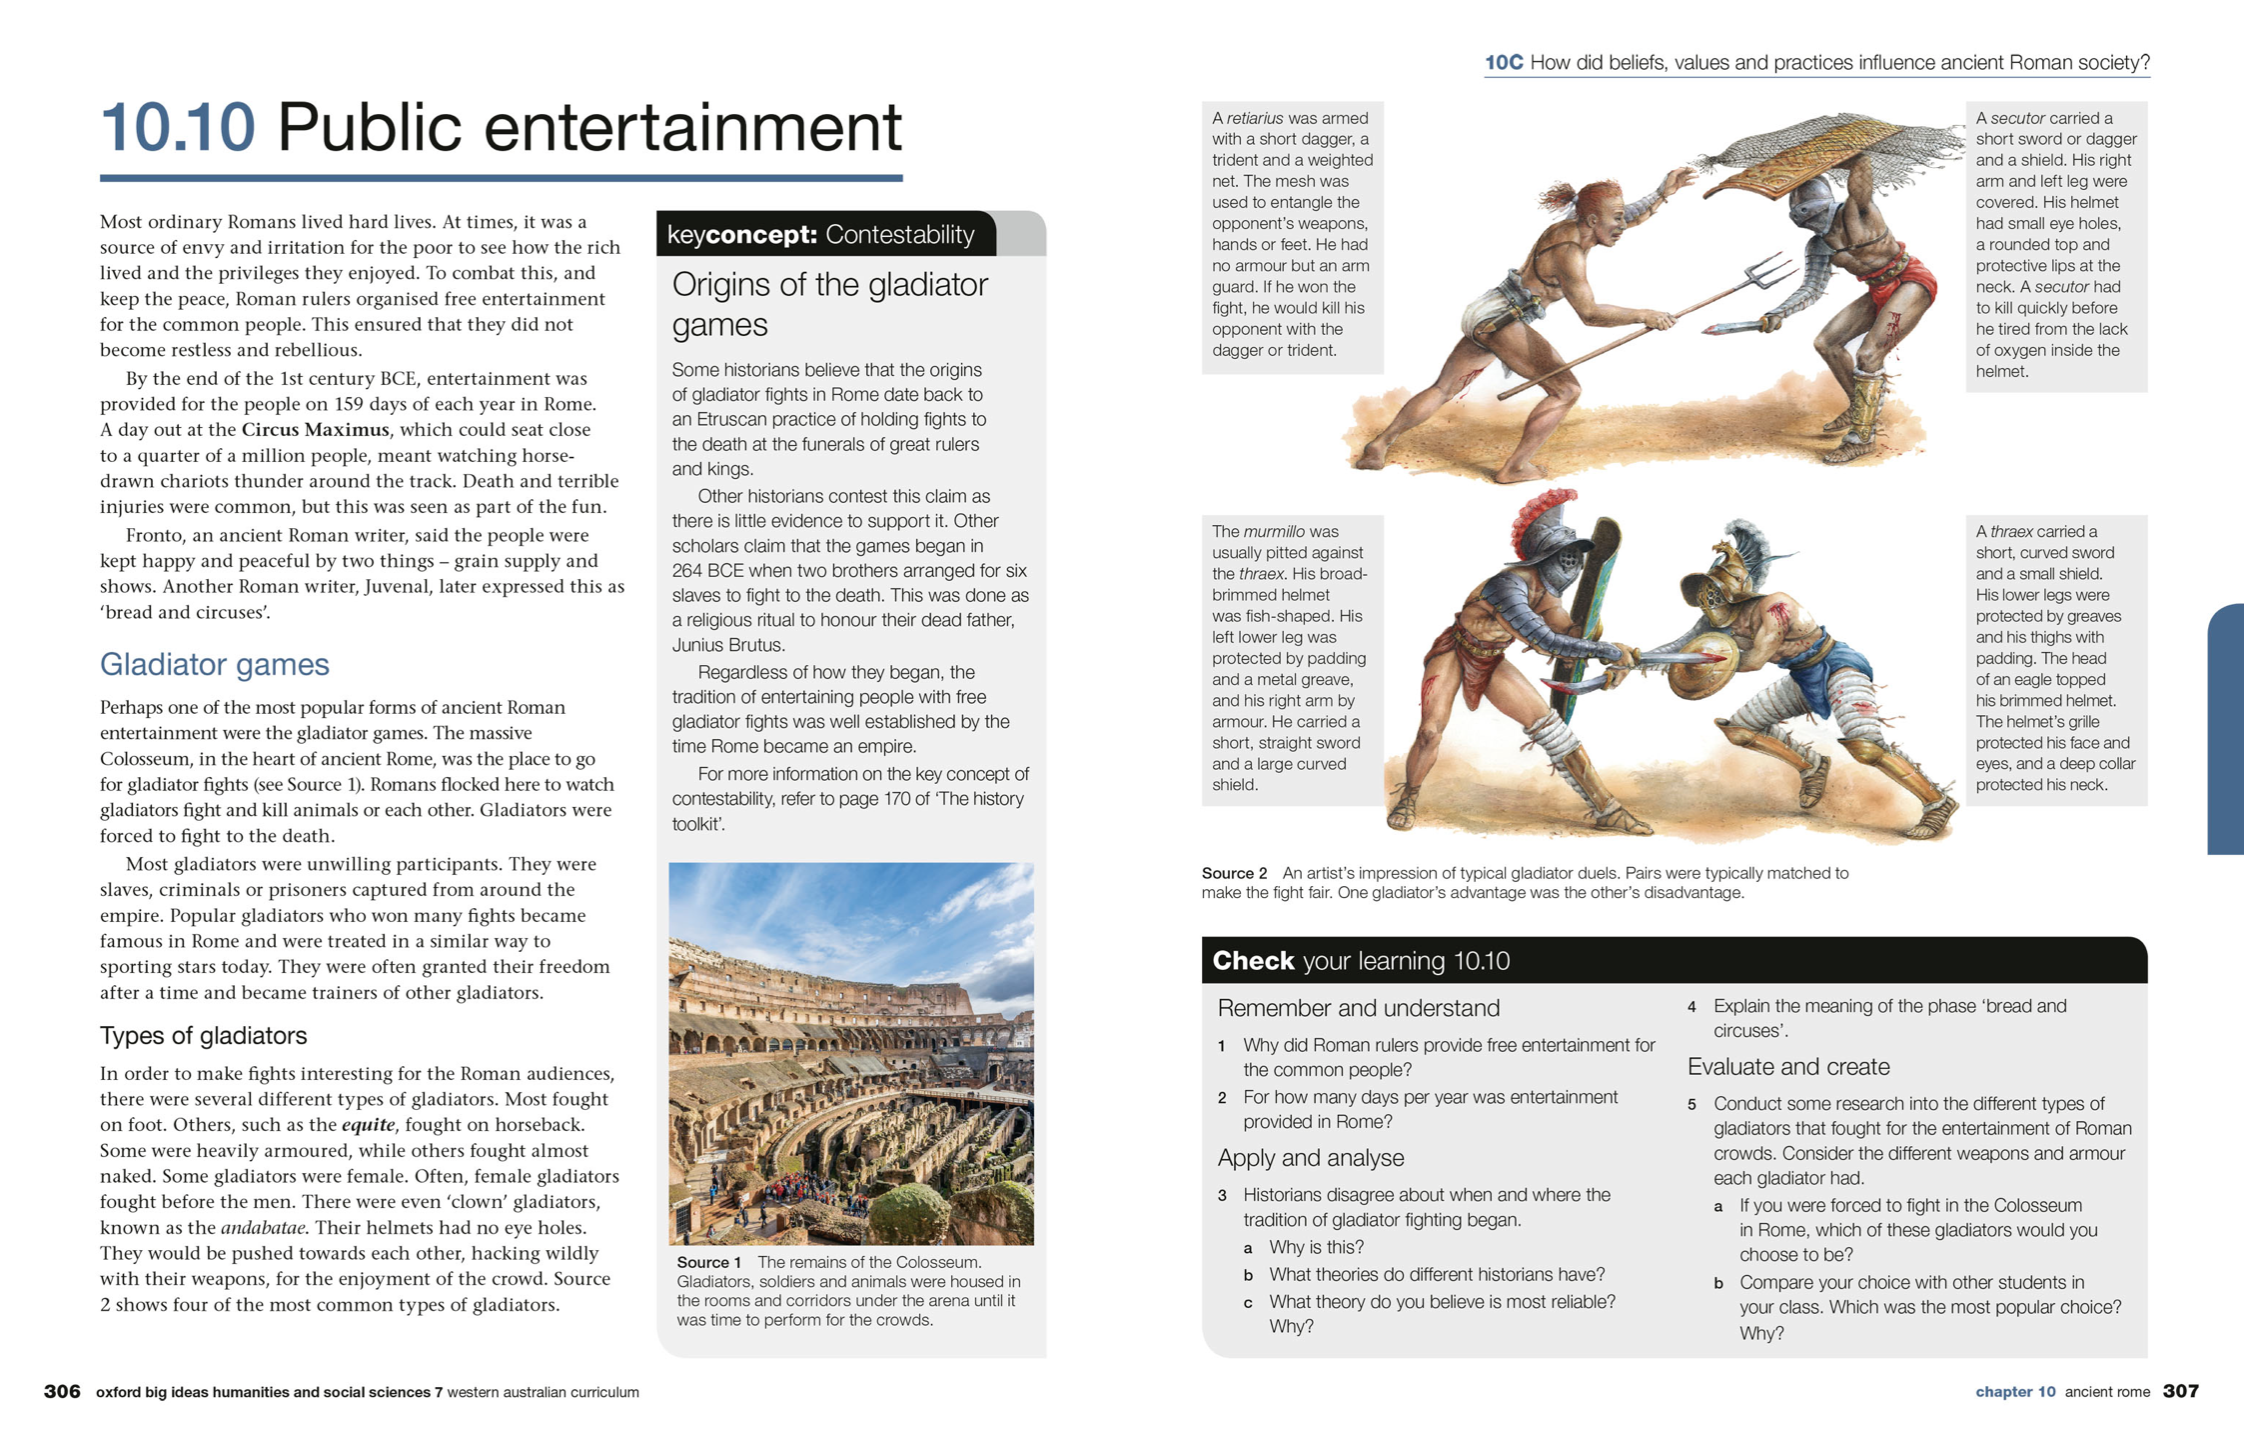 10.10 Public entertainment
Most ordinary Romans lived hard lives. At times, it was a
source of envy and irritation for the poor to see how the rich
lived and the privileges they enjoyed. To combat this, and
keep the peace, Roman rulers organised free entertainment
for the common people. This ensured that they did not
become restless and rebellious.
By the end of the 1st century BCE, entertainment was
provided for the people on 159 days of each year in Rome.
A day out at the Circus Maximus, which could seat close
to a quarter of a million people, meant watching horse-
drawn chariots thunder around the track. Death and terrible
injuries were common, but this was seen as part of the fun.
Fronto, an ancient Roman writer, said the people were
kept happy and peaceful by two things – grain supply and
shows. Another Roman writer, Juvenal, later expressed this as
‘bread and circuses’.
Gladiator games
Perhaps one of the most popular forms of ancient Roman
entertainment were the gladiator games. The massive
Colosseum, in the heart of ancient Rome, was the place to go
for gladiator fights (see Source 1). Romans flocked here to watch
gladiators fight and kill animals or each other. Gladiators were
forced to fight to the death.
Most gladiators were unwilling participants. They were
slaves, criminals or prisoners captured from around the
empire. Popular gladiators who won many fights became
famous in Rome and were treated in a similar way to
sporting stars today. They were often granted their freedom
after a time and became trainers of other gladiators.
Types of gladiators
In order to make fights interesting for the Roman audiences,
there were several different types of gladiators. Most fought
on foot. Others, such as the equite, fought on horseback.
Some were heavily armoured, while others fought almost
naked. Some gladiators were female. Often, female gladiators
fought before the men. There were even ‘clown’ gladiators,
known as the andabatae. Their helmets had no eye holes.
They would be pushed towards each other, hacking wildly
with their weapons, for the enjoyment of the crowd. Source
2 shows four of the most common types of gladiators.
keyconcept: Contestability
Origins of the gladiator
games
Some historians believe that the origins
of gladiator fights in Rome date back to
an Etruscan practice of holding fights to
the death at the funerals of great rulers
and kings.
Other historians contest this claim as
there is little evidence to support it. Other
scholars claim that the games began in
264 BCE when two brothers arranged for six
slaves to fight to the death. This was done as
a religious ritual to honour their dead father,
Junius Brutus.
Regardless of how they began, the
tradition of entertaining people with free
gladiator fights was well established by the
time Rome became an empire.
For more information on the key concept of
contestability, refer to page 170 of ‘The history
toolkit’.
Source 1 The remains of the Colosseum.
Gladiators, soldiers and animals were housed in
the rooms and corridors under the arena until it
was time to perform for the crowds.
306 oxford big ideas humanities and social sciences 7 western australian curriculum
10C How did beliefs, values and practices influence ancient Roman society?
A retiarius was armed
with a short dagger, a
trident and a weighted
net. The mesh was
used to entangle the
opponent’s weapons,
hands or feet. He had
no armour but an arm
guard. If he won the
fight, he would kill his
opponent with the
dagger or trident.
A secutor carried a
short sword or dagger
and a shield. His right
arm and left leg were
covered. His helmet
had small eye holes,
a rounded top and
protective lips at the
neck. A secutor had
to kill quickly before
he tired from the lack
of oxygen inside the
helmet.
The murmillo was
usually pitted against
the thraex. His broad-
brimmed helmet
was fish-shaped. His
left lower leg was
protected by padding
and a metal greave,
and his right arm by
armour. He carried a
short, straight sword
and a large curved
shield.
A thraex carried a
short, curved sword
and a small shield.
His lower legs were
protected by greaves
and his thighs with
padding. The head
of an eagle topped
his brimmed helmet.
The helmet’s grille
protected his face and
eyes, and a deep collar
protected his neck.
Source 2 An artist’s impression of typical gladiator duels. Pairs were typically matched to
make the fight fair. One gladiator’s advantage was the other’s disadvantage.
Check your learning 10.10
Remember and understand
1 Why did Roman rulers provide free entertainment for
the common people?
2 For how many days per year was entertainment
provided in Rome?
Apply and analyse
3 Historians disagree about when and where the
tradition of gladiator fighting began.
a Why is this?
b What theories do different historians have?
c What theory do you believe is most reliable?
Why?
4 Explain the meaning of the phase ‘bread and
circuses’.
Evaluate and create
5 Conduct some research into the different types of
gladiators that fought for the entertainment of Roman
crowds. Consider the different weapons and armour
each gladiator had.
a If you were forced to fight in the Colosseum
in Rome, which of these gladiators would you
choose to be?
b Compare your choice with other students in
your class. Which was the most popular choice?
Why?
chapter 10 ancient rome 307